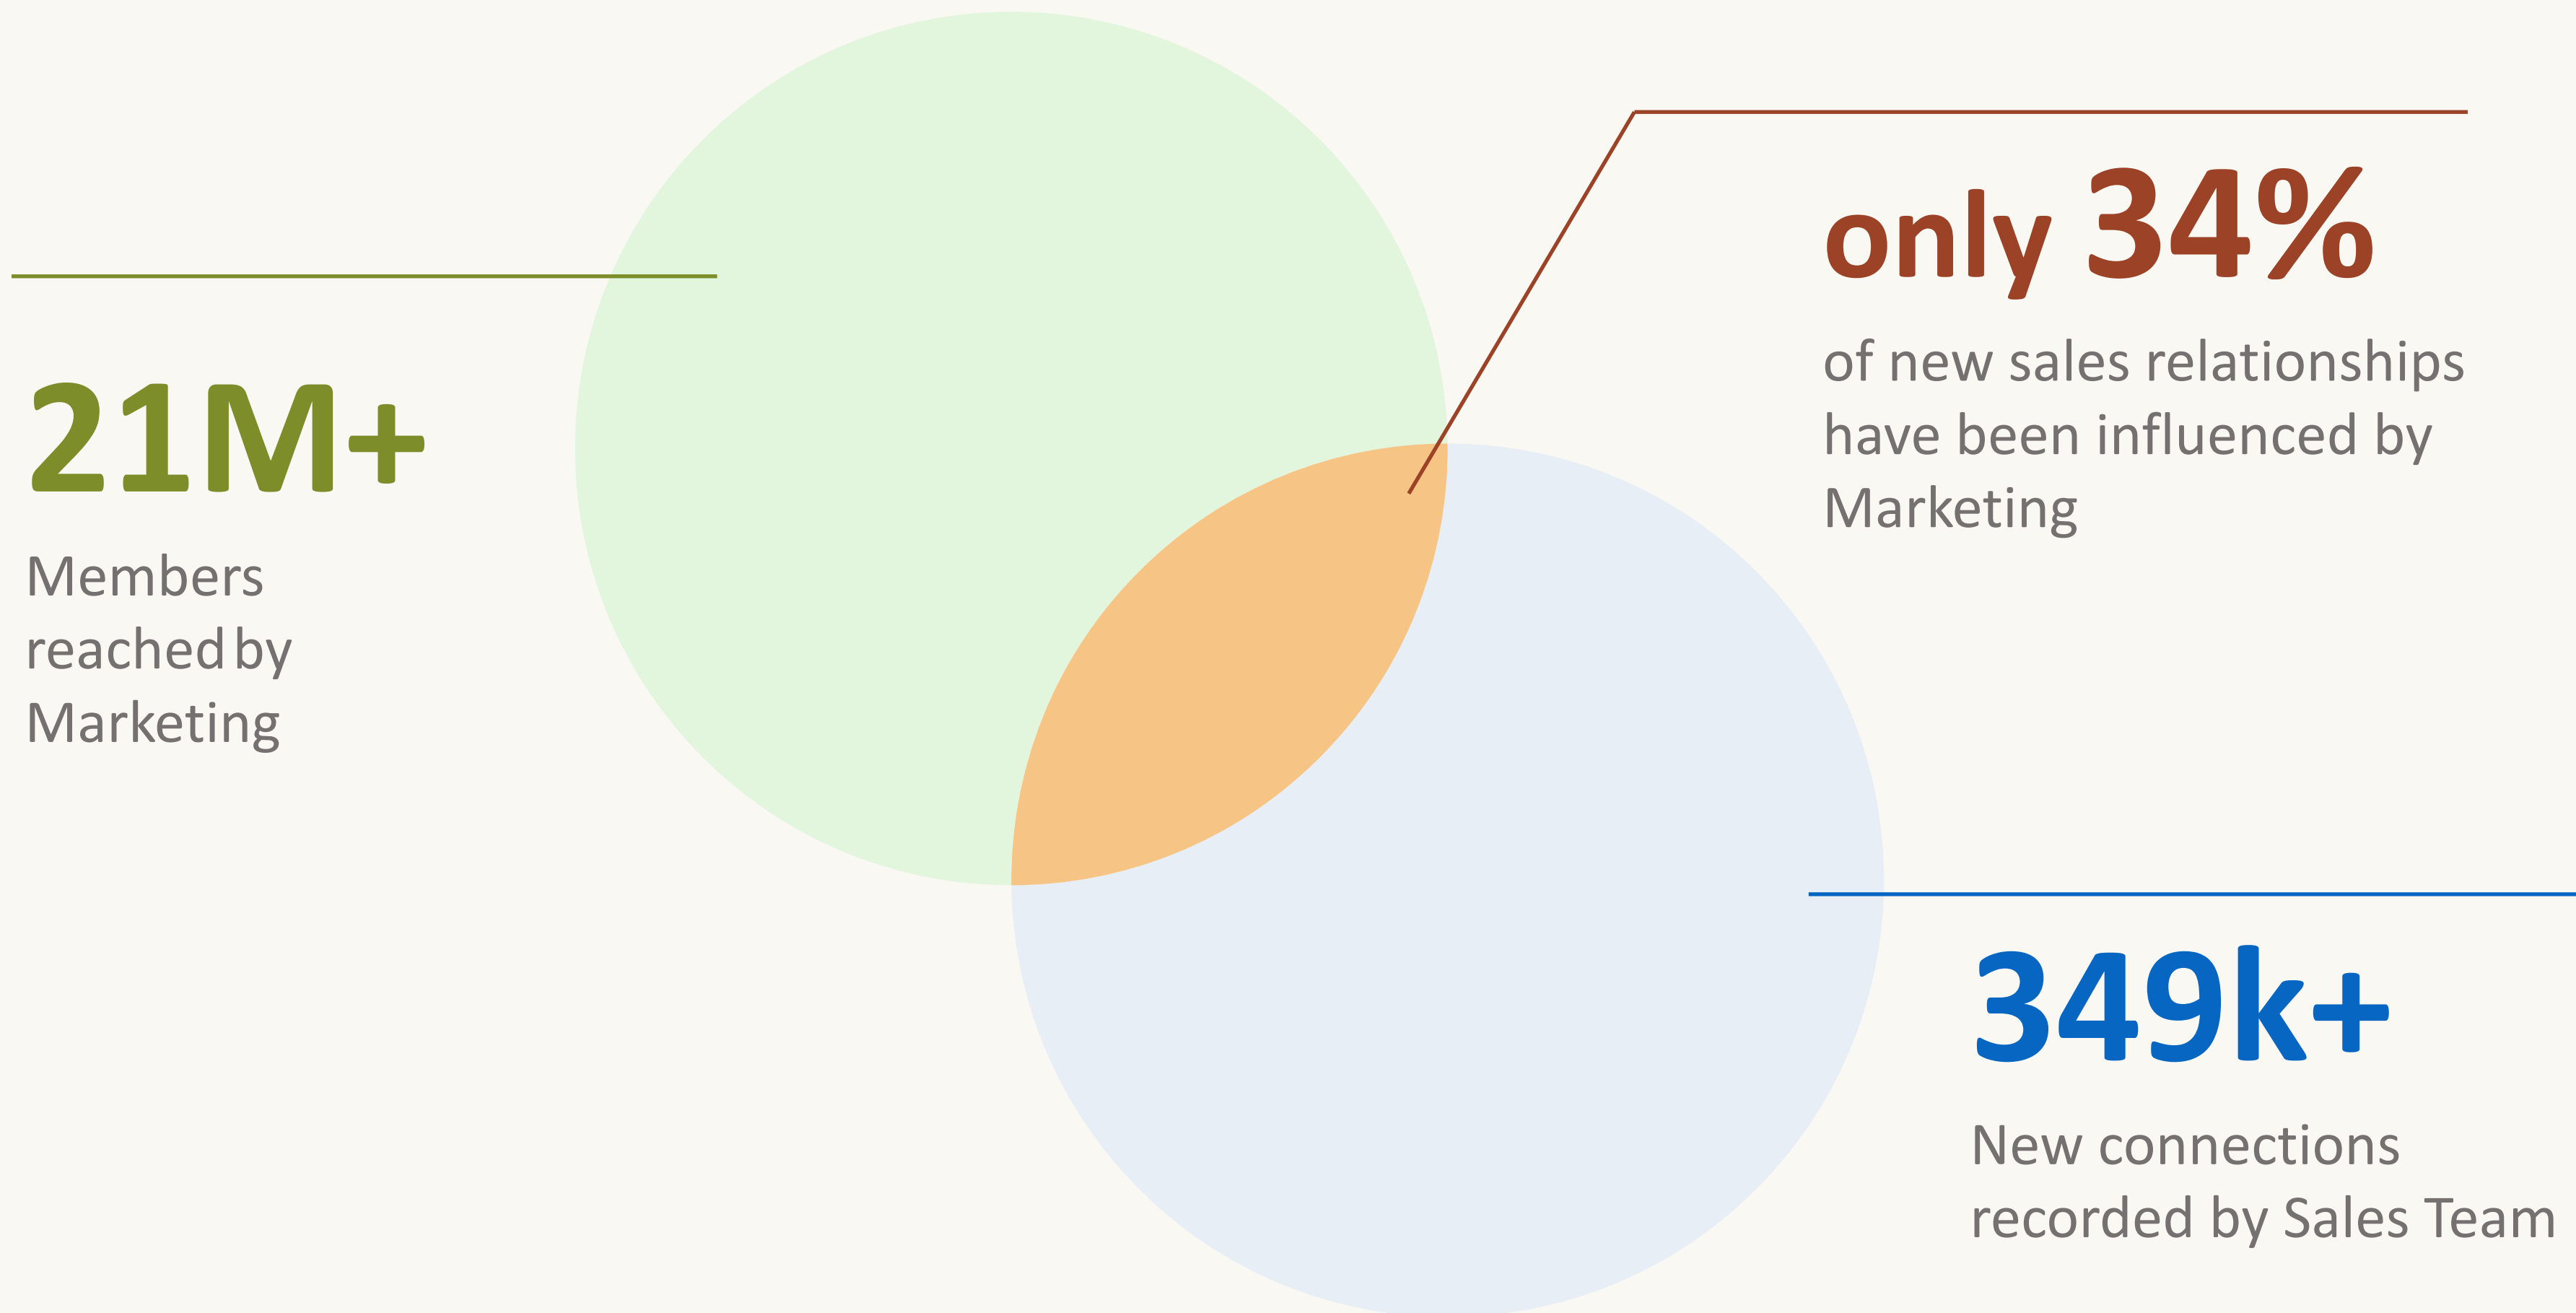 21M+
Members
reached by
Marketing
only 34%
of new sales relationships
have been influenced by
Marketing
349k+
New connections
recorded by Sales Team